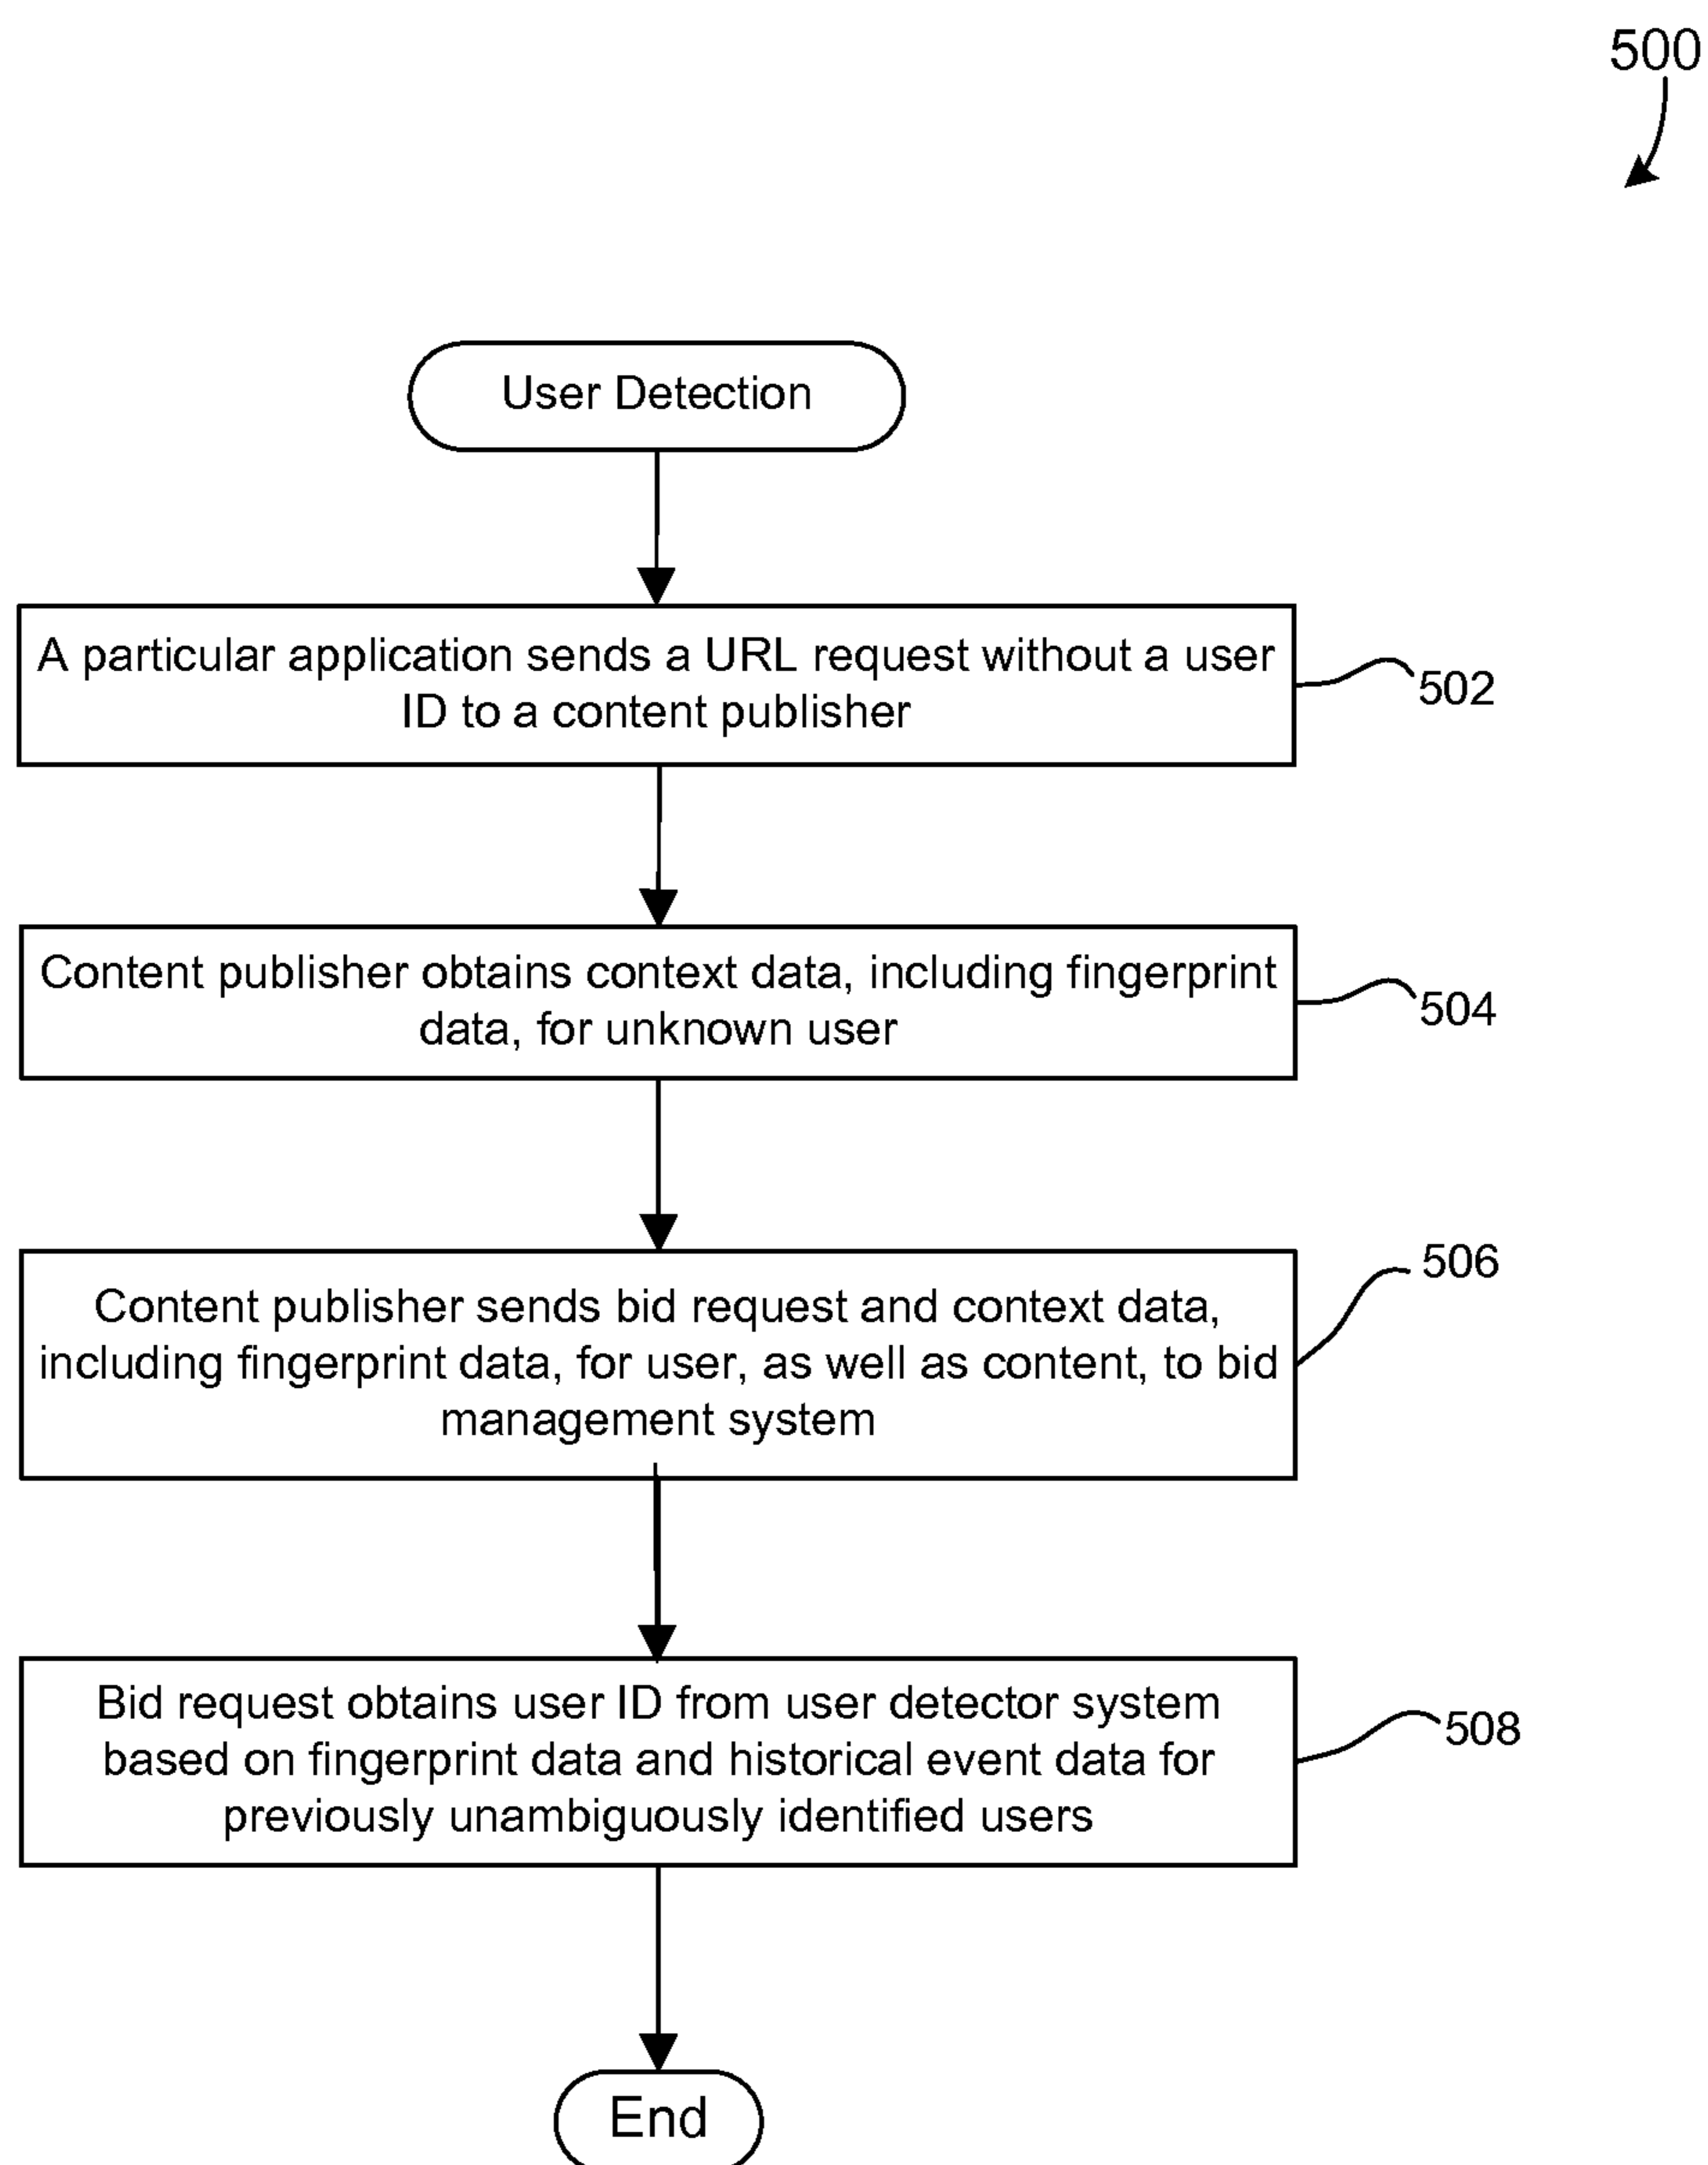 500
User Detection
A particular application sends a URL request without a user
ID to a content publisher
502
Content publisher obtains context data, including fingerprint
data, for unknown user
504
Content publisher sends bid request and context data,
including fingerprint data, for user, as well as content, to bid
management system
506
Bid request obtains user ID from user detector system
based on fingerprint data and historical event data for
previously unambiguously identified users
508
End